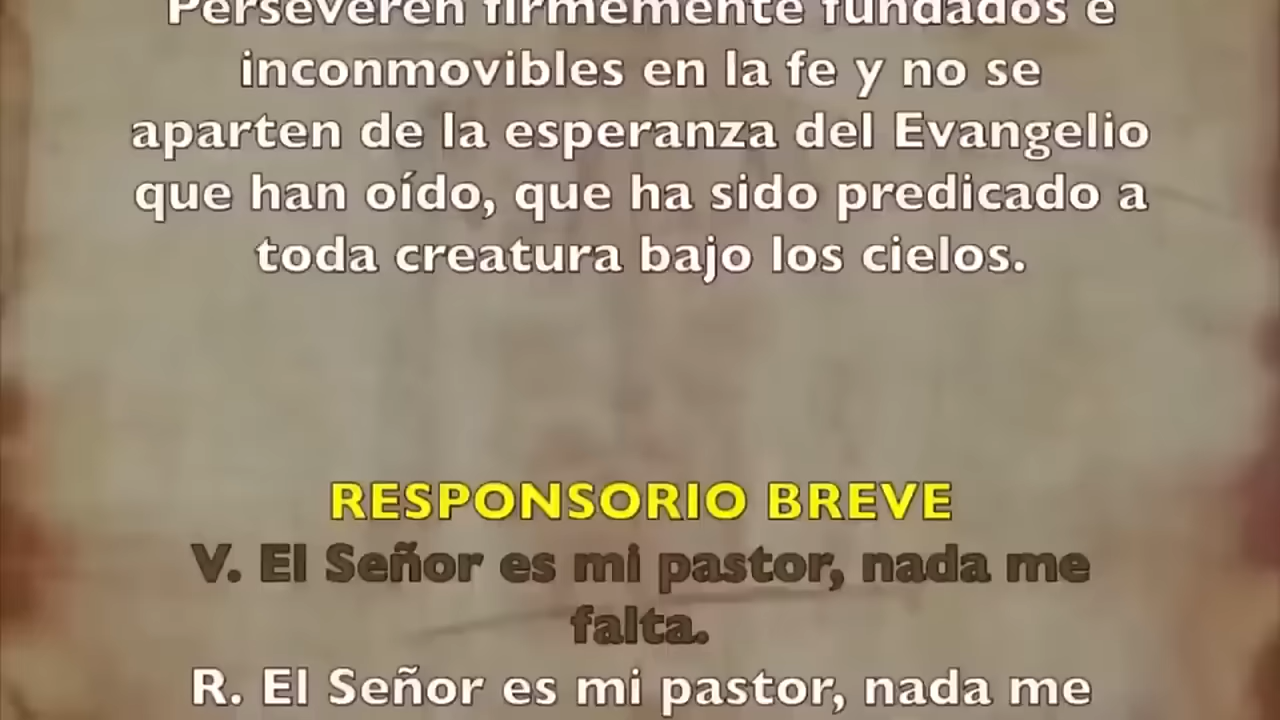 Perseveren firmemente fundados e
inconmovibles en la fe y no se
aparten de la esperanza del Evangelio
que han oído, que ha sido predicado a
toda creatura bajo los cielos.
RESPONSORIO BREVE
V. El Señor es mi pastor, nada me
falta.
R. El Señor es mi pastor, nada me